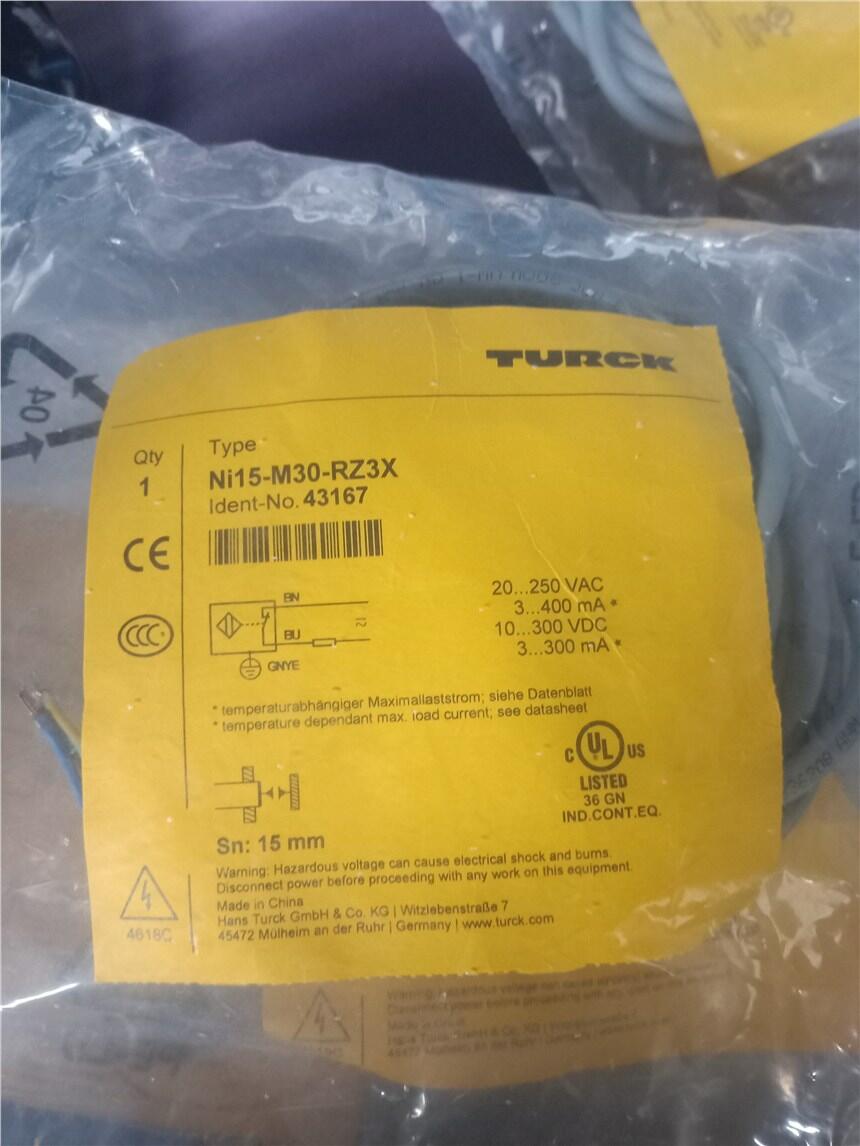 TURCK
Qty
1
Type
Ni15-M30-RZ3X
Ident-No. 43167
CE
CCC
BN
BU
GNYE
20...250 VAC
3...400 mA *
10...300 VDC
3...300 mA *
* temperaturabhängiger Maximallaststrom; siehe Datenblatt
* temperature dependant max. load current; see datasheet
C UL US
LISTED
36 GN
IND.CONT.EQ.
Sn: 15 mm
Warning: Hazardous voltage can cause electrical shock and burns.
Disconnect power before proceeding with any work on this equipment.
Made in China
Hans Turck GmbH & Co. KG | Witzlebenstraße 7
45472 Mülheim an der Ruhr | Germany | www.turck.com
4618C
04